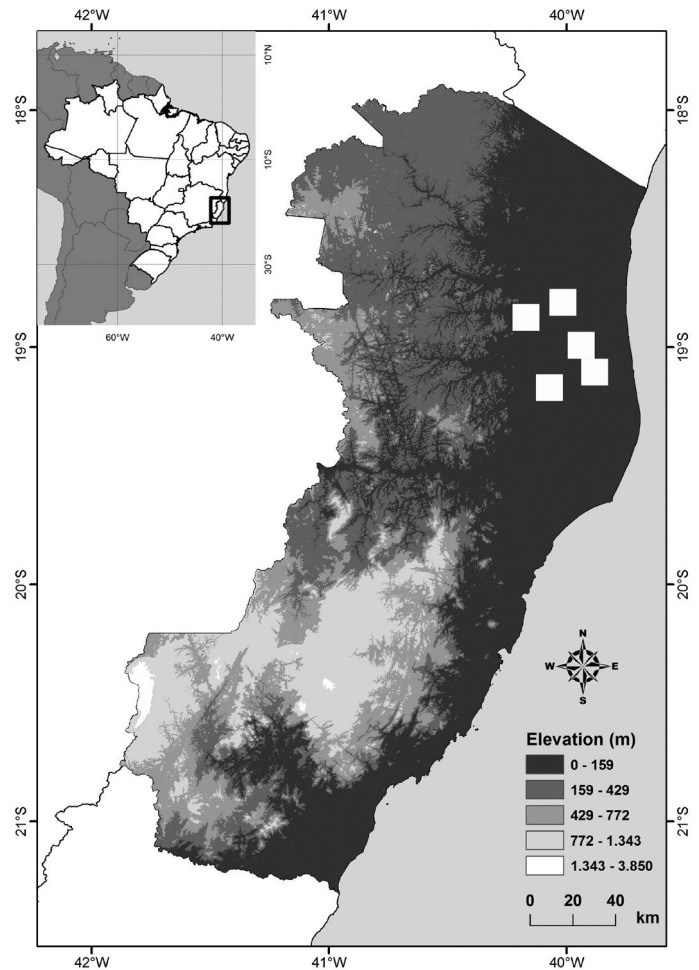 42°W 41°W 40°W
10°N
10°S
30°S
60°W 40°W
18°S 18°S
19°S 19°S
20°S 20°S
21°S 21°S
N
W E
S
Elevation (m)
0 - 159
159 - 429
429 - 772
772 - 1.343
1.343 - 3.850
0 20 40
km
42°W 41°W 40°W